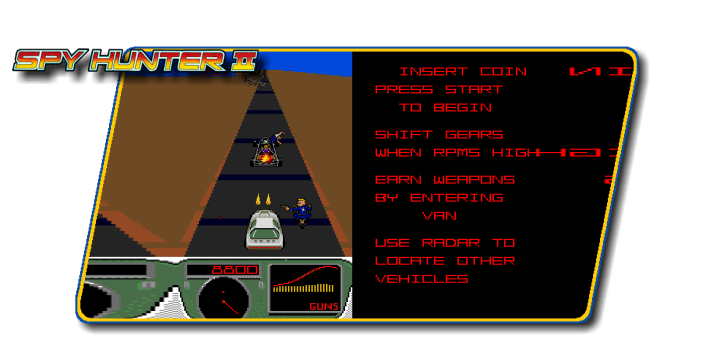 SPY HUNTER II
INSERT COIN
PRESS START
TO BEGIN
SHIFT GEARS
WHEN RPMS HIGH
EARN WEAPONS
BY ENTERING
VAN
USE RADAR TO
LOCATE OTHER
VEHICLES
8800
GUNS